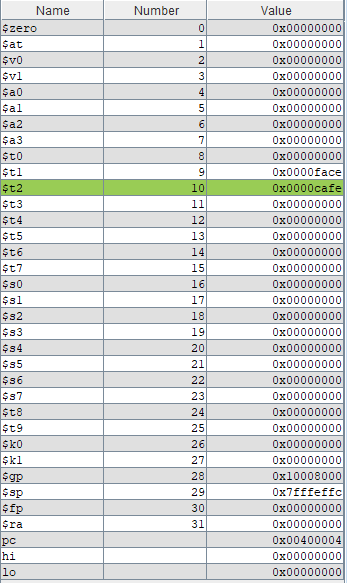 Name Number Value
$zero 0 0x00000000
$at 1 0x00000000
$v0 2 0x00000000
$v1 3 0x00000000
$a0 4 0x00000000
$a1 5 0x00000000
$a2 6 0x00000000
$a3 7 0x00000000
$t0 8 0x00000000
$t1 9 0x0000face
$t2 10 0x0000cafe
$t3 11 0x00000000
$t4 12 0x00000000
$t5 13 0x00000000
$t6 14 0x00000000
$t7 15 0x00000000
$s0 16 0x00000000
$s1 17 0x00000000
$s2 18 0x00000000
$s3 19 0x00000000
$s4 20 0x00000000
$s5 21 0x00000000
$s6 22 0x00000000
$s7 23 0x00000000
$t8 24 0x00000000
$t9 25 0x00000000
$k0 26 0x00000000
$k1 27 0x00000000
$gp 28 0x10008000
$sp 29 0x7fffeffc
$fp 30 0x00000000
$ra 31 0x00000000
pc 0x00400004
hi 0x00000000
lo 0x00000000